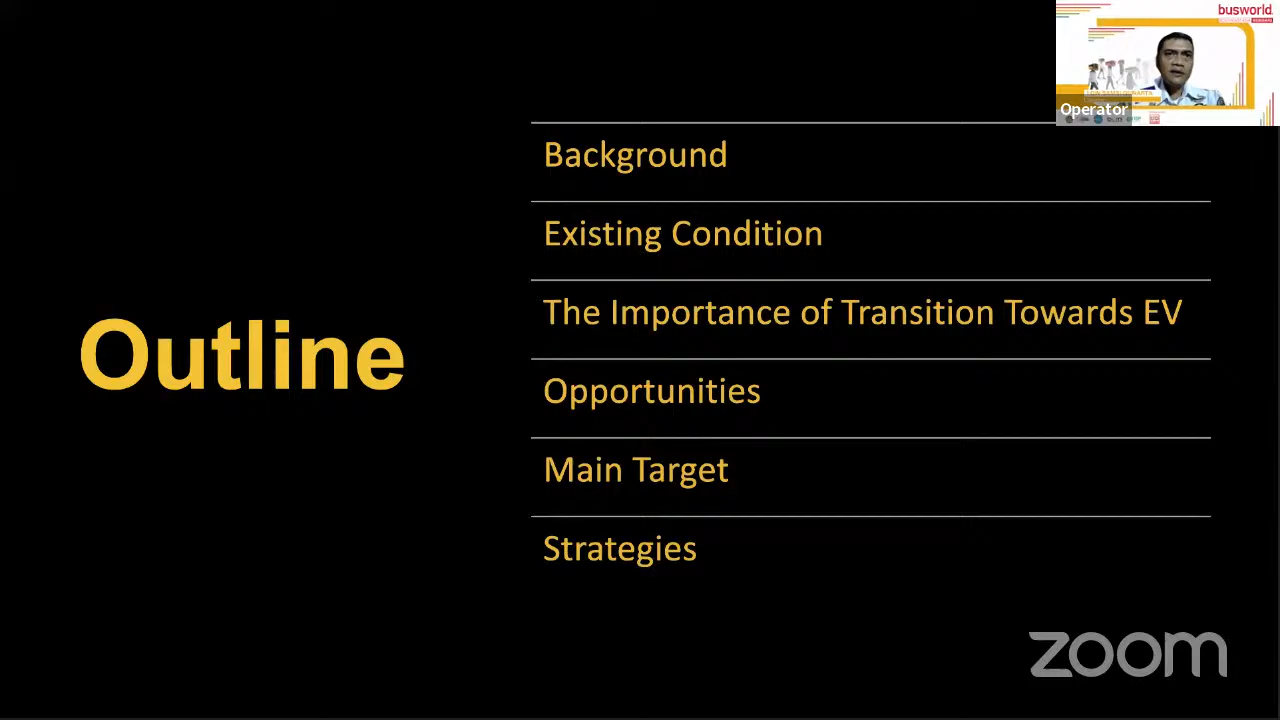 busworld
Operator
Outline
Background
Existing Condition
The Importance of Transition Towards EV
Opportunities
Main Target
Strategies
zoom